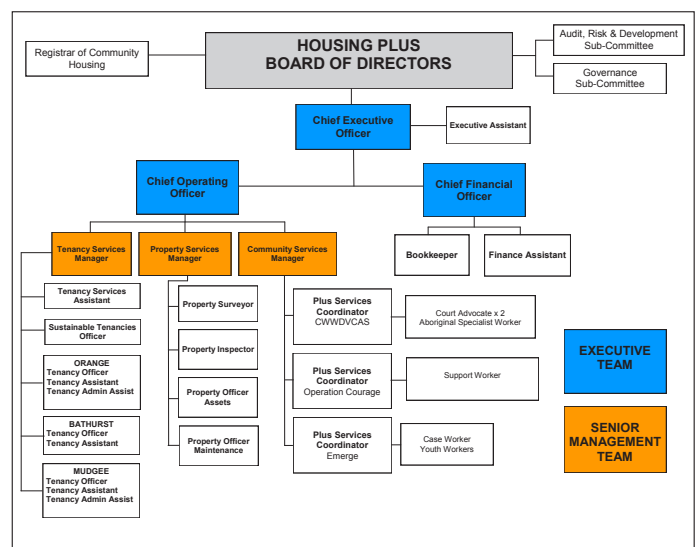 Registrar of Community
Housing
HOUSING PLUS
BOARD OF DIRECTORS
Audit, Risk & Development
Sub-Committee
Governance
Sub-Committee
Chief Executive
Officer
Executive Assistant
Chief Operating
Officer
Chief Financial
Officer
Tenancy Services
Manager
Property Services
Manager
Community Services
Manager
Bookkeeper
Finance Assistant
Tenancy Services
Assistant
Sustainable Tenancies
Officer
ORANGE
Tenancy Officer
Tenancy Assistant
Tenancy Admin Assist
BATHURST
Tenancy Officer
Tenancy Assistant
MUDGEE
Tenancy Officer
Tenancy Assistant
Tenancy Admin Assist
Property Surveyor
Property Inspector
Property Officer
Assets
Property Officer
Maintenance
Plus Services
Coordinator
CWWDVCAS
Court Advocate x 2
Aboriginal Specialist Worker
Plus Services
Coordinator
Operation Courage
Support Worker
Plus Services
Coordinator
Emerge
Case Worker
Youth Workers
EXECUTIVE
TEAM
SENIOR
MANAGEMENT
TEAM